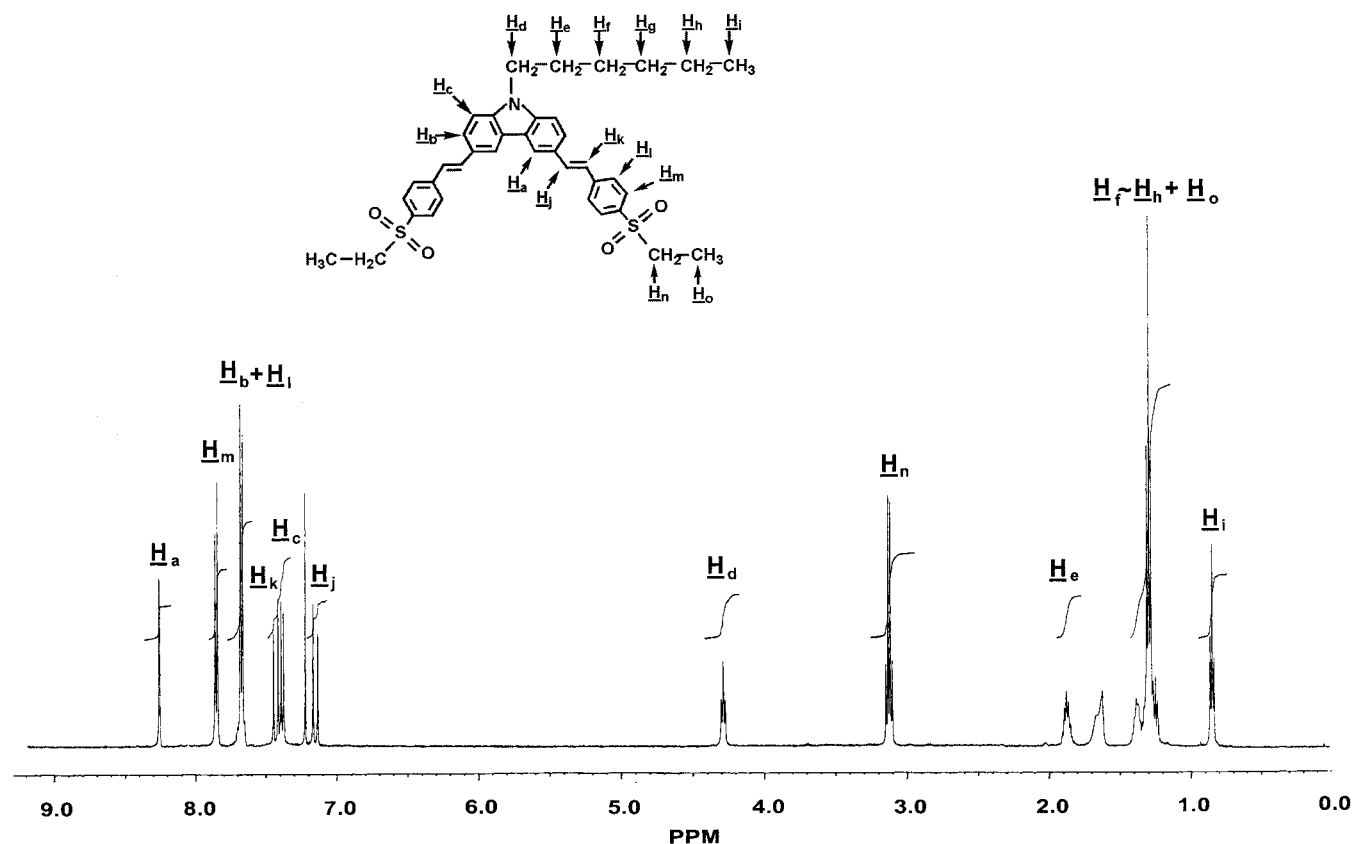 Hd He Hf Hg Hh Hi
CH2 CH2 CH2 CH2 CH2 CH3
Hc
N
Hb
Hk
Hl
Hm
Ha
Hj
O S O
H3C H2C
O S O
CH2 CH3
Hn Ho
Hf~Hh + Ho
Hb + Hl
Hm
Hn
Hc
Hi
Ha
Hk
Hj
Hd
He
9.0 8.0 7.0 6.0 5.0 4.0 3.0 2.0 1.0 0.0
PPM